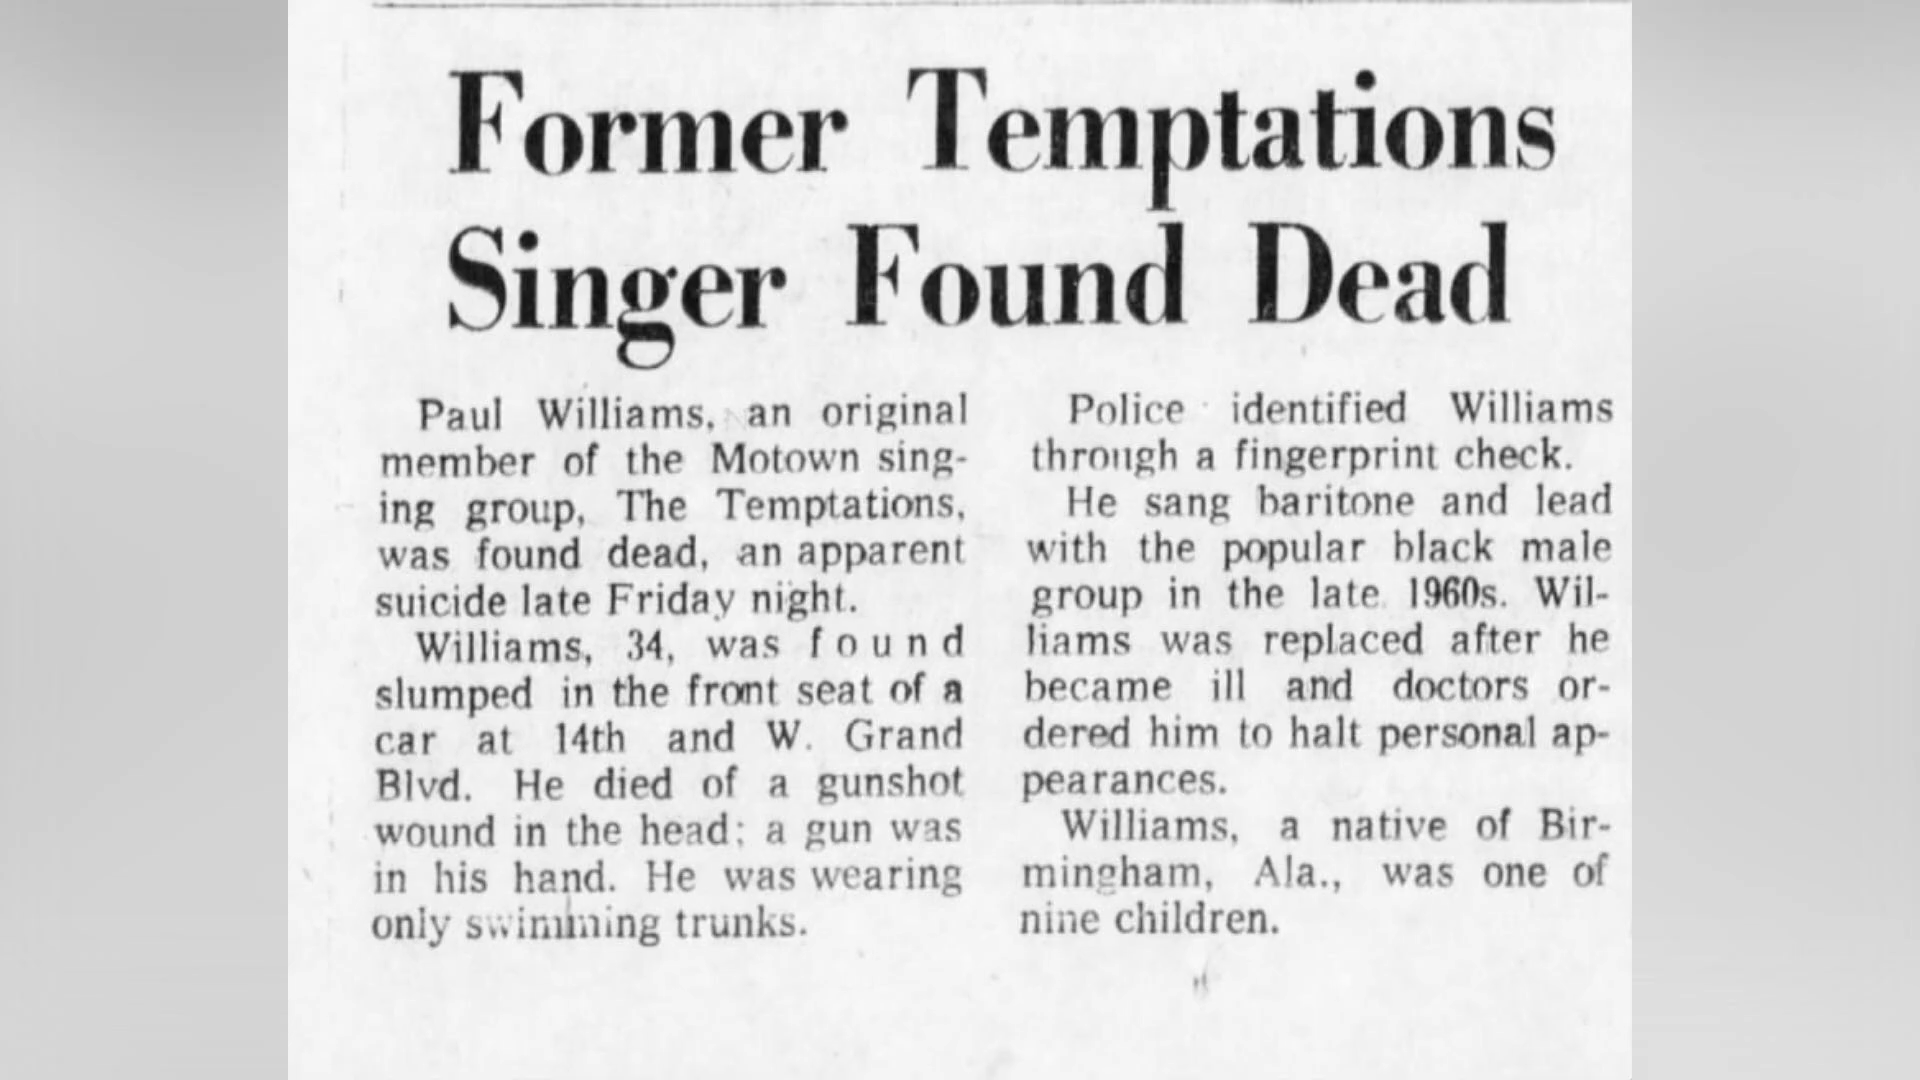 Former Temptations
Singer Found Dead
Paul Williams, an original
member of the Motown sing-
ing group, The Temptations,
was found dead, an apparent
suicide late Friday night.
Williams, 34, was found
slumped in the front seat of a
car at 14th and W. Grand
Blvd. He died of a gunshot
wound in the head; a gun was
in his hand. He was wearing
only swimming trunks.
Police identified Williams
through a fingerprint check.
He sang baritone and lead
with the popular black male
group in the late 1960s. Wil-
liams was replaced after he
became ill and doctors or-
dered him to halt personal ap-
pearances.
Williams, a native of Bir-
mingham, Ala., was one of
nine children.